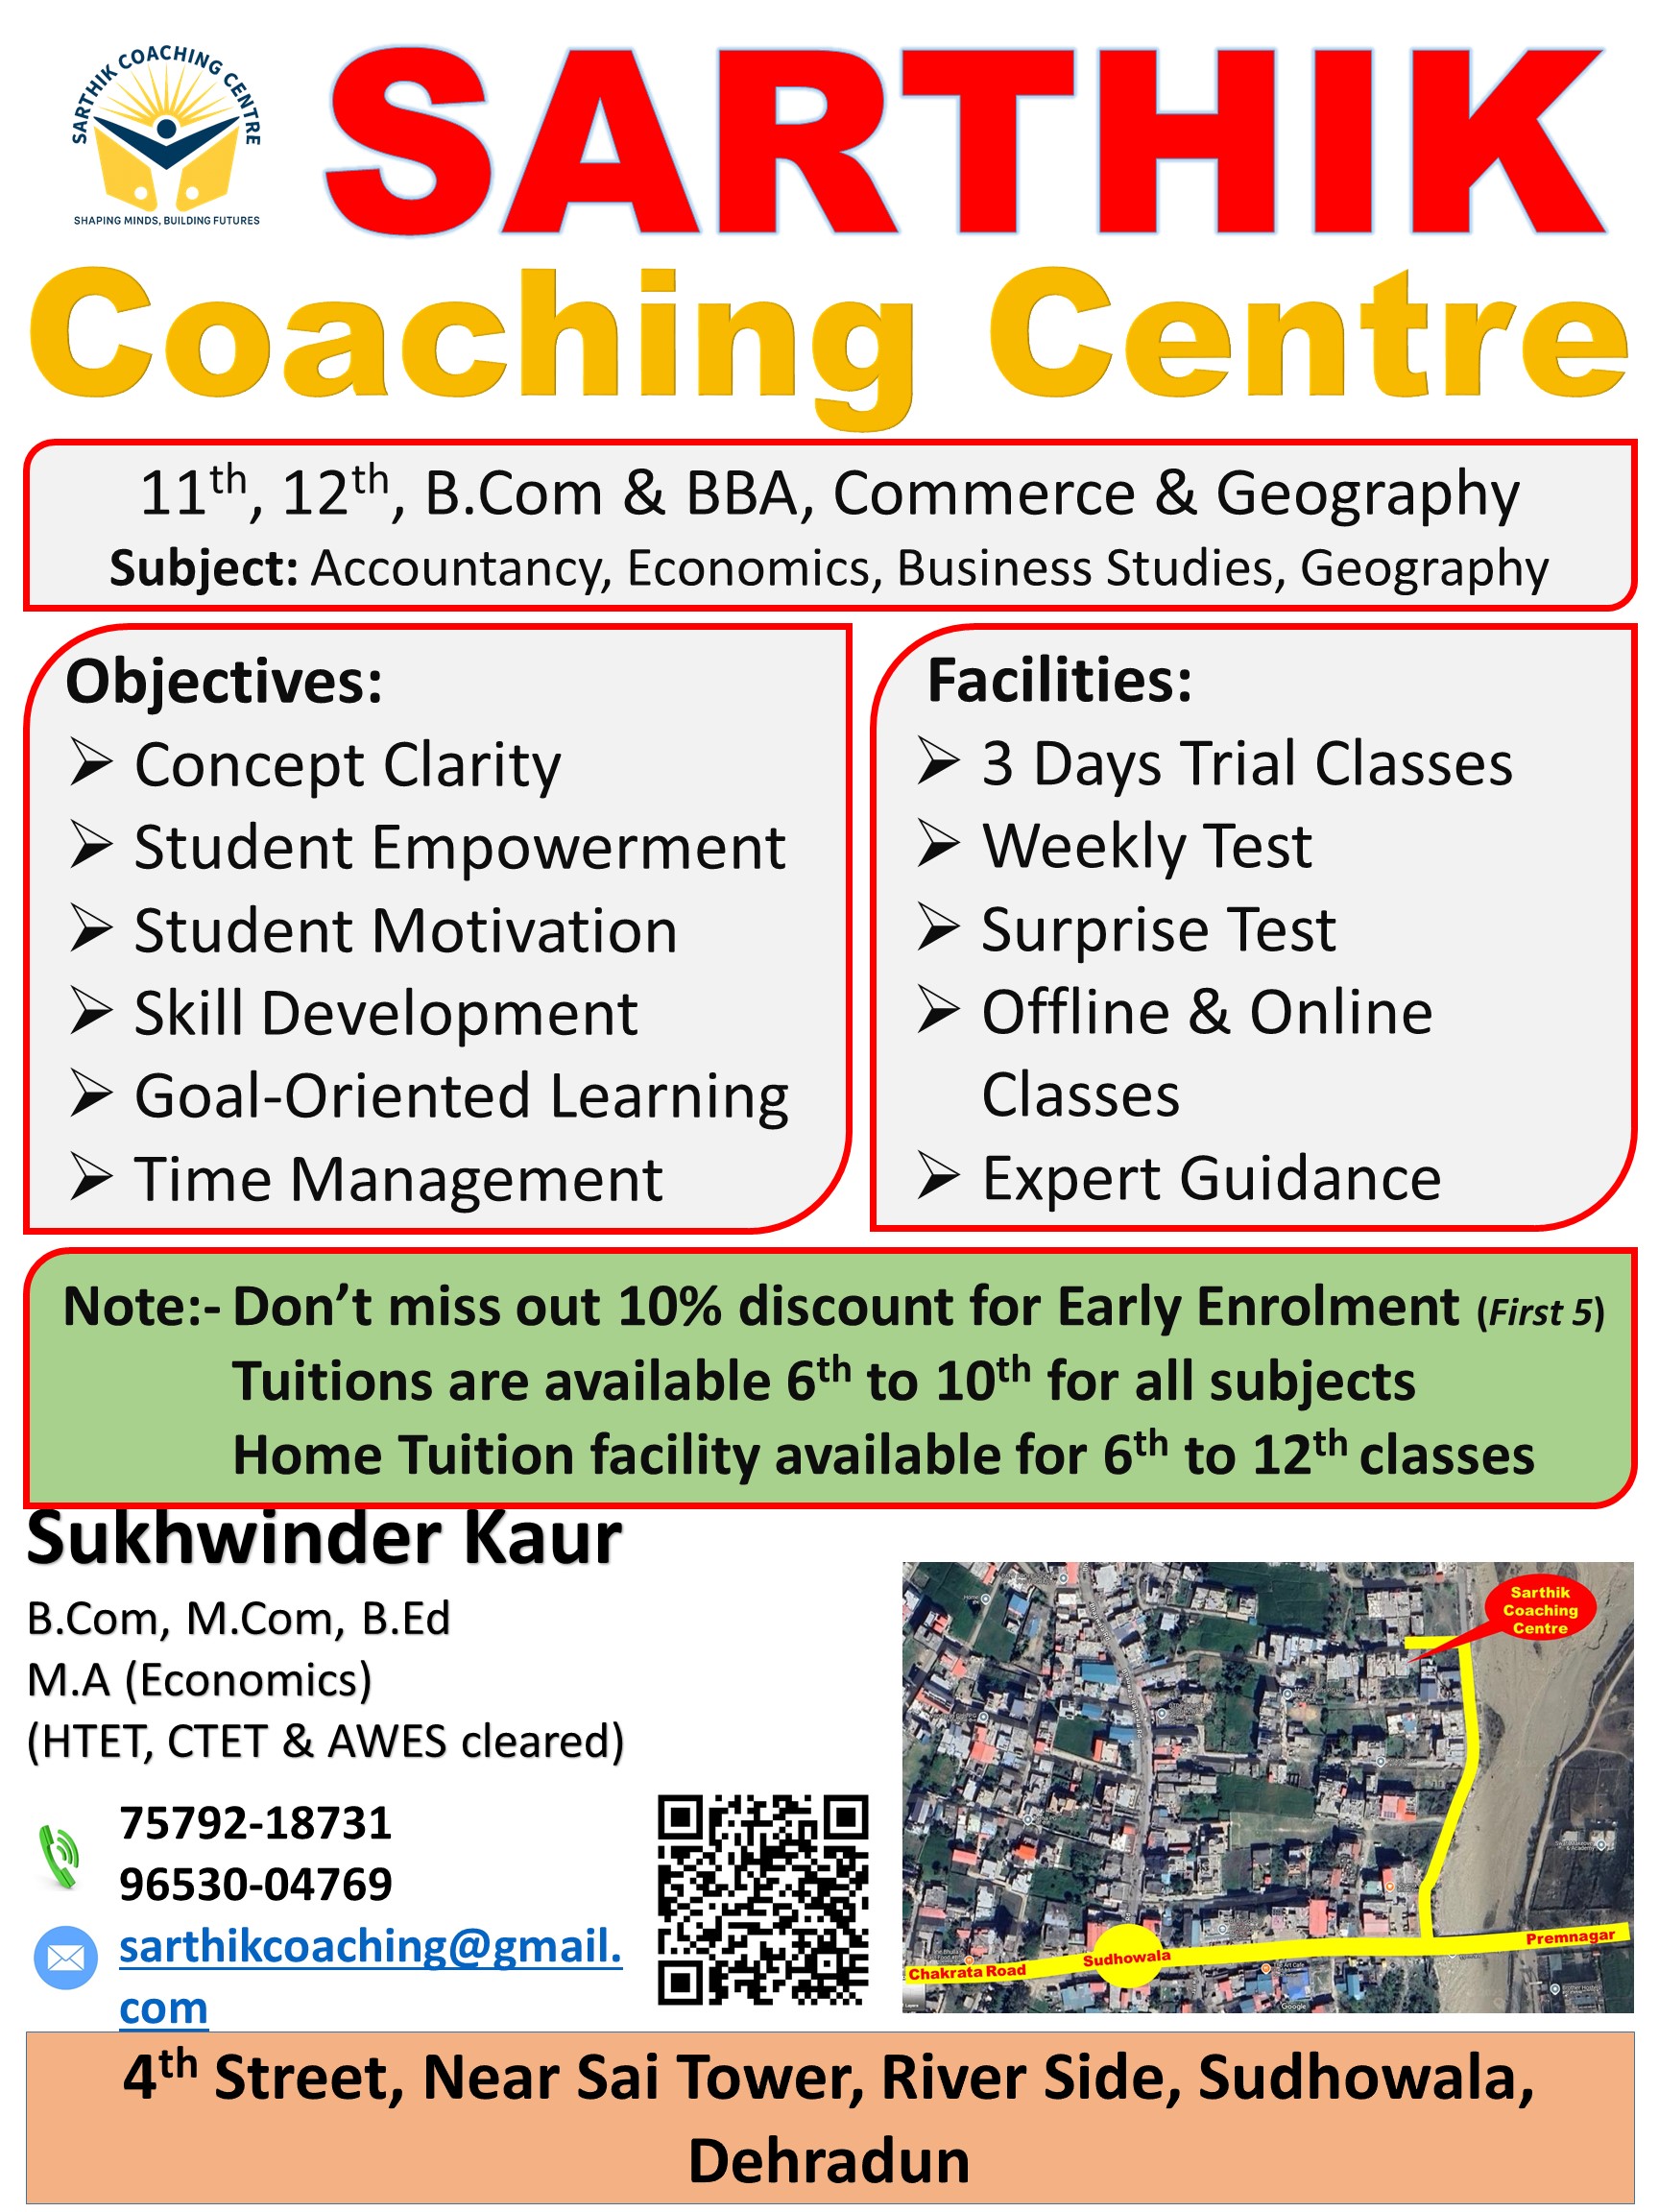 SARTHIK COACHING CENTRE
SHAPING MINDS, BUILDING FUTURES
SARTHIK
Coaching Centre
11th, 12th, B.Com & BBA, Commerce & Geography
Subject: Accountancy, Economics, Business Studies, Geography
Objectives:
Concept Clarity
Student Empowerment
Student Motivation
Skill Development
Goal-Oriented Learning
Time Management
Facilities:
3 Days Trial Classes
Weekly Test
Surprise Test
Offline & Online
Classes
Expert Guidance
Note:- Don’t miss out 10% discount for Early Enrolment (First 5)
Tuitions are available 6th to 10th for all subjects
Home Tuition facility available for 6th to 12th classes
Sukhwinder Kaur
B.Com, M.Com, B.Ed
M.A (Economics)
(HTET, CTET & AWES cleared)
75792-18731
96530-04769
sarthikcoaching@gmail.
com
Sarthik
Coaching
Centre
Premnagar
Sudhowala
Chakrata Road
Google
4th Street, Near Sai Tower, River Side, Sudhowala,
Dehradun